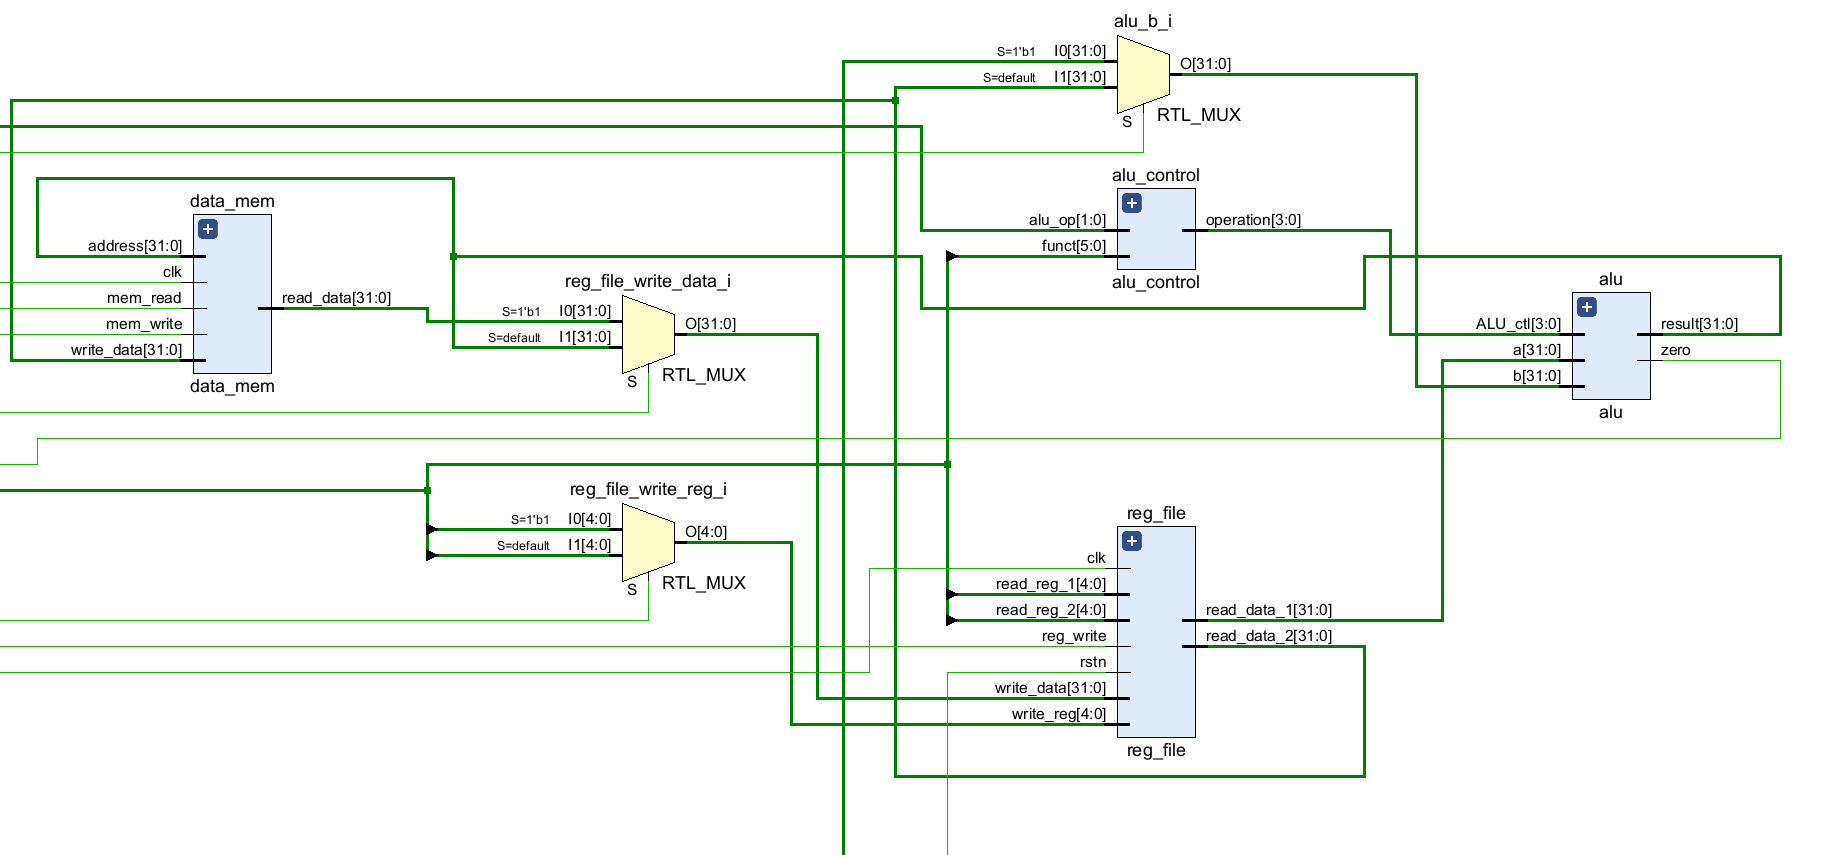 alu_b_i
S=1'b1 I0[31:0]
S=default I1[31:0]
O[31:0]
S
RTL_MUX
data_mem
address[31:0]
clk
mem_read
mem_write
write_data[31:0]
read_data[31:0]
data_mem
reg_file_write_data_i
S=1'b1 I0[31:0]
S=default I1[31:0]
O[31:0]
S
RTL_MUX
alu_control
alu_op[1:0]
funct[5:0]
operation[3:0]
alu_control
alu
ALU_ctl[3:0]
a[31:0]
b[31:0]
result[31:0]
zero
alu
reg_file_write_reg_i
S=1'b1 I0[4:0]
S=default I1[4:0]
O[4:0]
S
RTL_MUX
reg_file
clk
read_reg_1[4:0]
read_reg_2[4:0]
reg_write
rstn
write_data[31:0]
write_reg[4:0]
read_data_1[31:0]
read_data_2[31:0]
reg_file